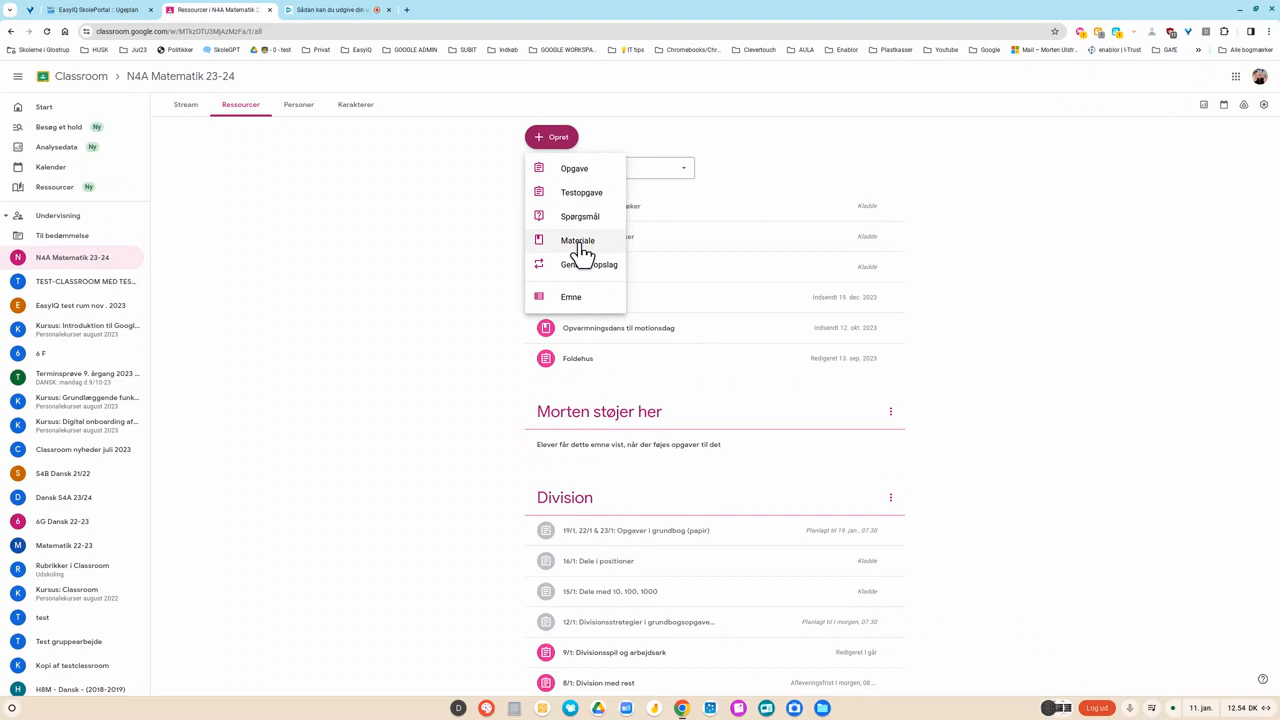 EasyIQ SkolePortal :: Ugeplan
Ressourcer i N4A Matematik 2
Sådan kan du udgive din u
classroom.google.com/w/MTkzOTU3MjAzMzFa/t/all
Skolerne i Glostrup
HUSK
Jul23
Politikker
SkoleGPT
- 0 - test
Privat
EasyIQ
GOOGLE ADMIN
SUBIT
Indkøb
GOOGLE WORKSPA...
IT tips
Chromebooks/Chr...
Clevertouch
AULA
Enablor
Plastkasser
Youtube
Google
Mail – Morten Ulstr...
enablor | I-Trust
GAfE
Alle bogmærker
Classroom
N4A Matematik 23-24
Start
Besøg et hold Ny
Analysedata Ny
Kalender
Ressourcer Ny
Undervisning
Til bedømmelse
N N4A Matematik 23-24
T TEST-CLASSROOM MED TES...
E EasyIQ test rum nov . 2023
K Kursus: Introduktion til Googl...
Personalekurser august 2023
6 6 F
T Terminsprøve 9. årgang 2023 ...
DANSK: mandag d.9/10-23
K Kursus: Grundlæggende funk...
Personalekurser august 2023
K Kursus: Digital onboarding af...
Personalekurser august 2023
C Classroom nyheder juli 2023
S S4B Dansk 21/22
D Dansk S4A 23/24
6 6G Dansk 22-23
M Matematik 22-23
R Rubrikker i Classroom
Udskoling
K Kursus: Classroom
Personalekurser august 2022
T test
T Test gruppearbejde
K Kopi af testclassroom
H H8M - Dansk - (2018-2019)
Stream
Ressourcer
Personer
Karakterer
+ Opret
Opgave
Testopgave
Spørgsmål
Materiale
opslag
Emne
øker Kladde
ser Kladde
Kladde
Indsendt 19. dec. 2023
Opvarmningsdans til motionsdag Indsendt 12. okt. 2023
Foldehus Redigeret 13. sep. 2023
Morten støjer her
Elever får dette emne vist, når der føjes opgaver til det
Division
19/1, 22/1 & 23/1: Opgaver i grundbog (papir) Planlagt til 19. jan., 07.30
16/1: Dele i positioner Kladde
15/1: Dele med 10, 100, 1000 Kladde
12/1: Divisionsstrategier i grundbogsopgave... Planlagt til I morgen, 07.30
9/1: Divisionsspil og arbejdsark Redigeret I går
8/1: Division med rest Afleveringsfrist I morgen, 08....
Log ud
11. jan.
12.54 DK